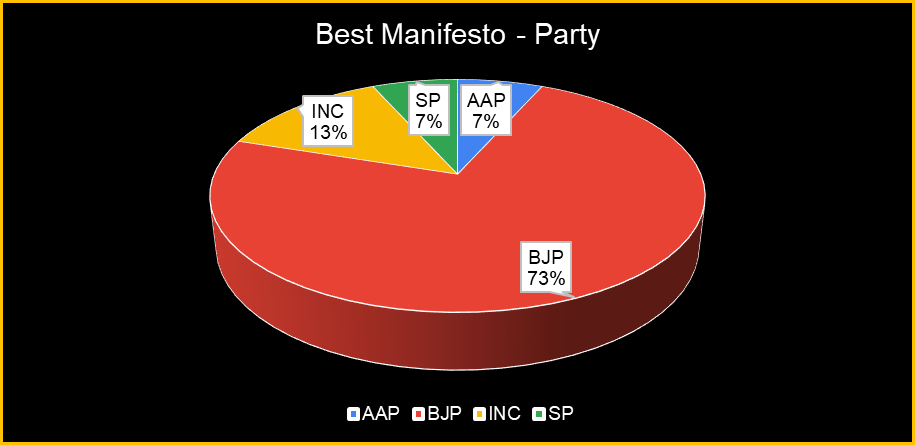 Best Manifesto - Party
INC
13%
SP
7%
AAP
7%
BJP
73%
AAP BJP INC SP